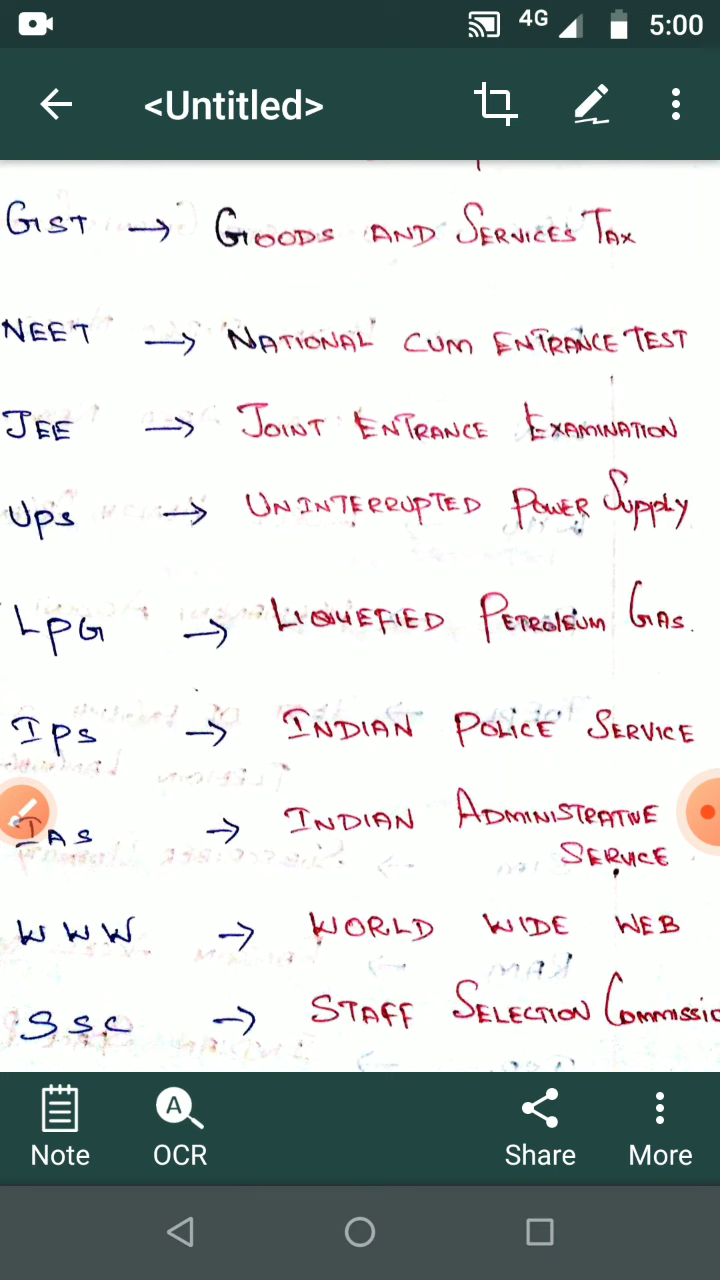 4G 5:00
<Untitled>
GST → GOODS AND SERVICES TAX
NEET → NATIONAL CUM ENTRANCE TEST
JEE → JOINT ENTRANCE EXAMINATION
UPS → UNINTERRUPTED POWER SUPPLY
LPG → LIQUEFIED PETROLEUM GAS.
IPS → INDIAN POLICE SERVICE
IAS → INDIAN ADMINISTRATIVE
SERVICE
WWW → WORLD WIDE WEB
SSC → STAFF SELECTION COMMISSIO
Note OCR Share More